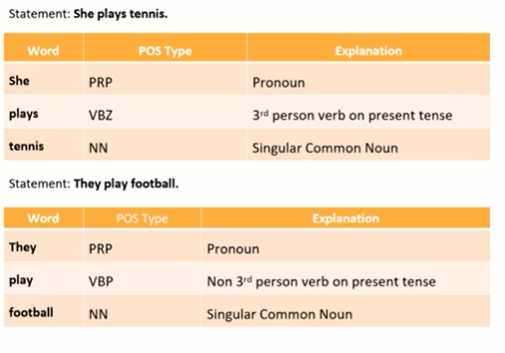 Statement: She plays tennis.
Word POS Type Explanation
She PRP Pronoun
plays VBZ 3rd person verb on present tense
tennis NN Singular Common Noun
Statement: They play football.
Word POS Type Explanation
They PRP Pronoun
play VBP Non 3rd person verb on present tense
football NN Singular Common Noun